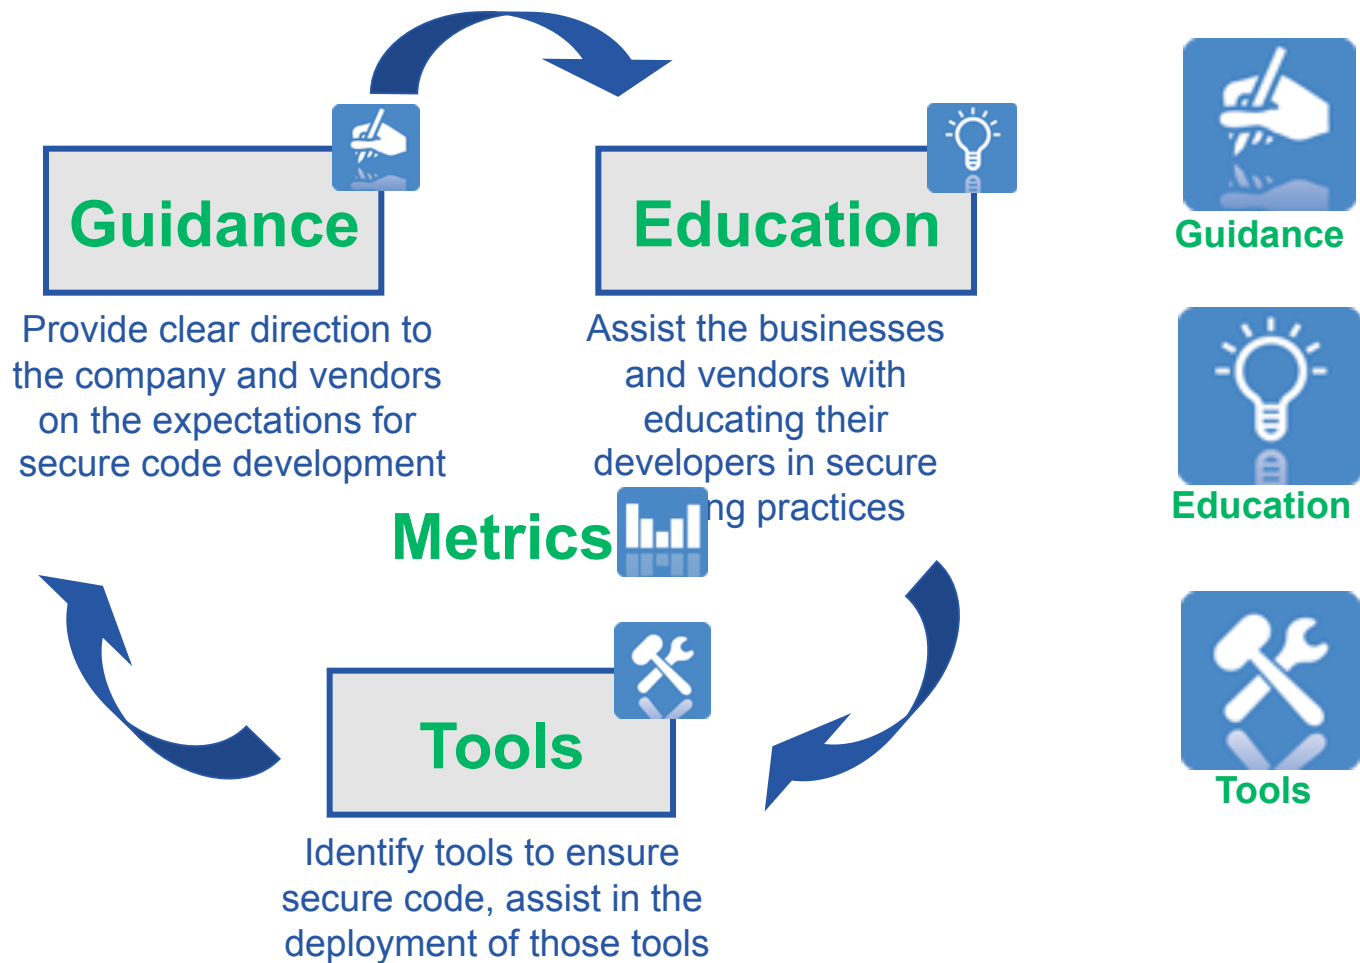 Guidance
Provide clear direction to
the company and vendors
on the expectations for
secure code development
Education
Assist the businesses
and vendors with
educating their
developers in secure
ng practices
Metrics
Tools
Identify tools to ensure
secure code, assist in the
deployment of those tools
Guidance
Education
Tools